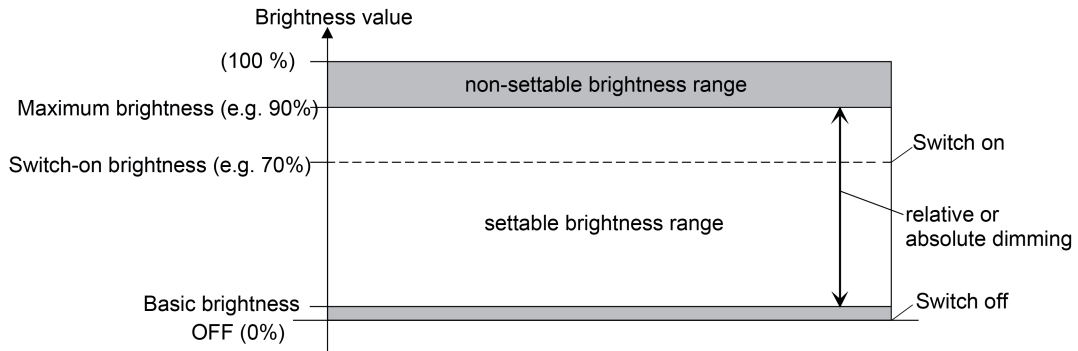 Brightness value
(100 %)
non-settable brightness range
Maximum brightness (e.g. 90%)
Switch on
Switch-on brightness (e.g. 70%)
relative or
absolute dimming
settable brightness range
Basic brightness
Switch off
OFF (0%)